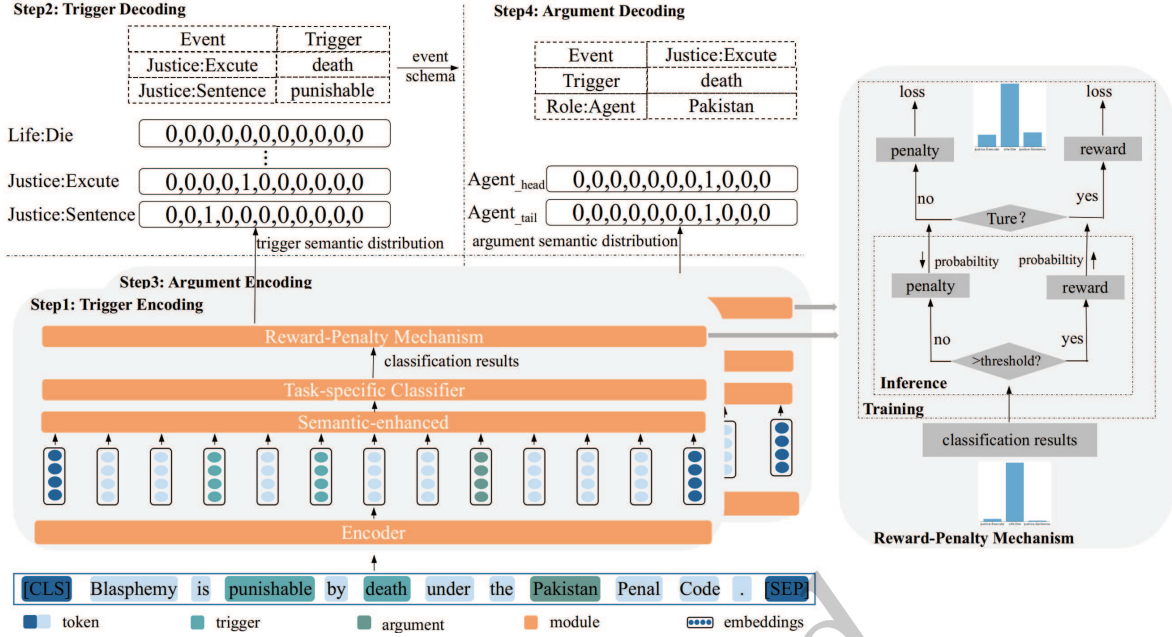 Step2: Trigger Decoding
Event Trigger
Justice:Excute death
Justice:Sentence punishable
event
schema
Life:Die 0,0,0,0,0,0,0,0,0,0,0
Justice:Excute 0,0,0,0,1,0,0,0,0,0,0
Justice:Sentence 0,0,1,0,0,0,0,0,0,0,0
trigger semantic distribution
Step4: Argument Decoding
Event Justice:Excute
Trigger death
Role:Agent Pakistan
Agent_head 0,0,0,0,0,0,0,1,0,0,0
Agent_tail 0,0,0,0,0,0,0,1,0,0,0
argument semantic distribution
Step3: Argument Encoding
Step1: Trigger Encoding
Reward-Penalty Mechanism
classification results
Task-specific Classifier
Semantic-enhanced
Encoder
[CLS] Blasphemy is punishable by death under the Pakistan Penal Code . [SEP]
token trigger argument module embeddings
loss loss
penalty reward
no yes
Ture?
probabiltity probabiltity
penalty reward
no yes
>threshold?
Inference
Training
classification results
Reward-Penalty Mechanism